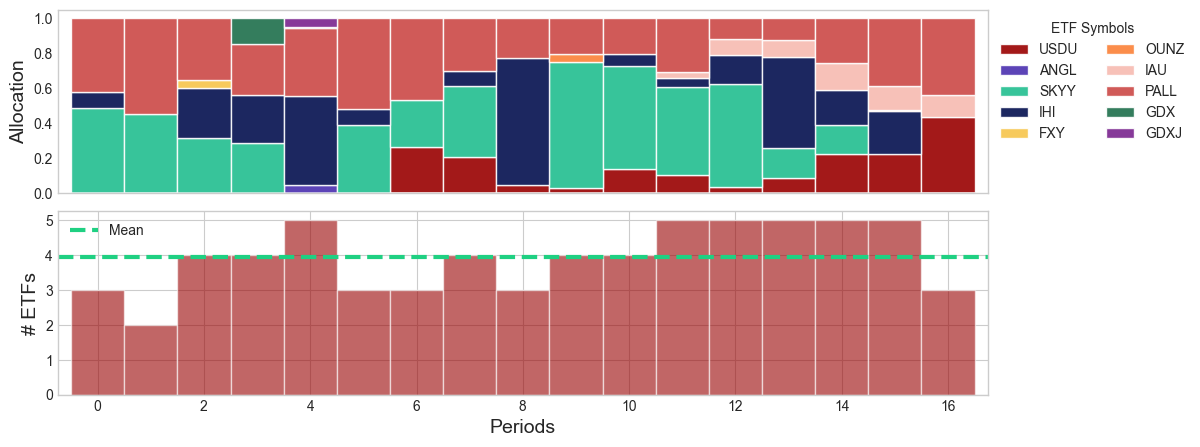 1.0
0.8
0.6
0.4
0.2
0.0
Allocation
ETF Symbols
USDU OUNZ
ANGL IAU
SKYY PALL
IHI GDX
FXY GDXJ
5
4
3
2
1
0
# ETFs
Mean
0 2 4 6 8 10 12 14 16
Periods